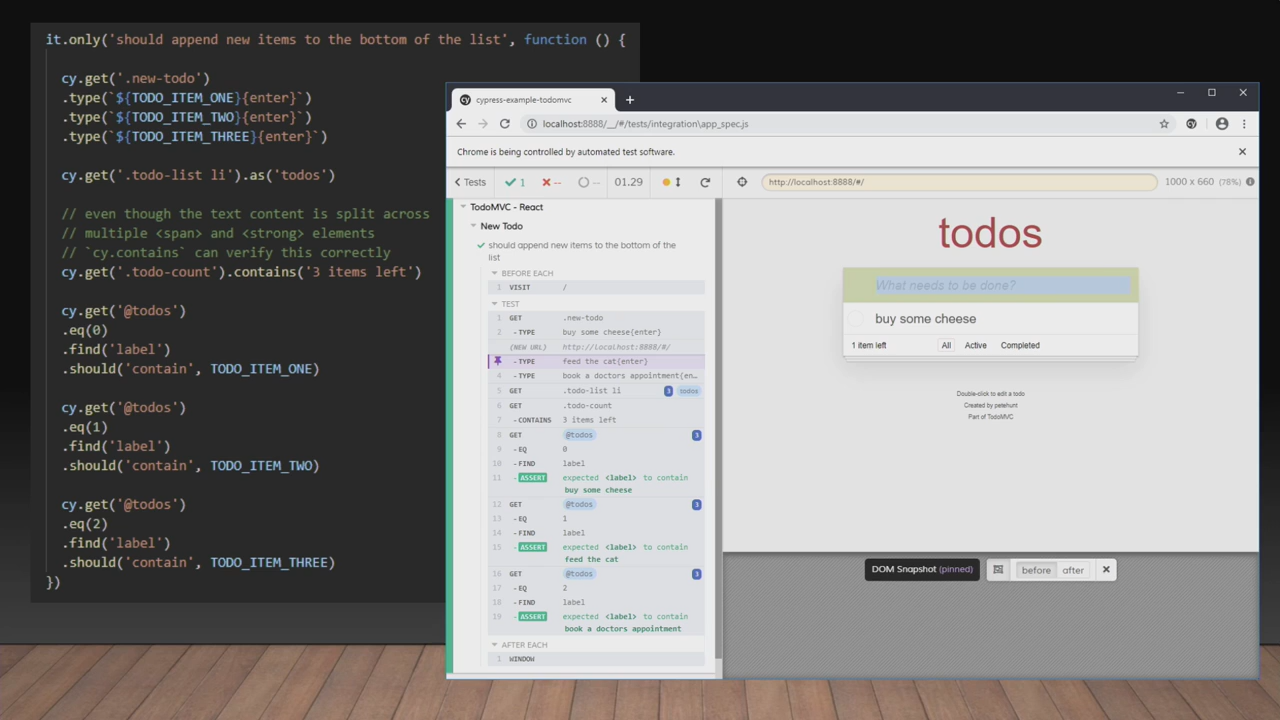 it.only('should append new items to the bottom of the list', function () {
cy.get('.new-todo')
.type(`${TODO_ITEM_ONE}{enter}`)
.type(`${TODO_ITEM_TWO}{enter}`)
.type(`${TODO_ITEM_THREE}{enter}`)
cy.get('.todo-list li').as('todos')
// even though the text content is split across
// multiple <span> and <strong> elements
// `cy.contains` can verify this correctly
cy.get('.todo-count').contains('3 items left')
cy.get('@todos')
.eq(0)
.find('label')
.should('contain', TODO_ITEM_ONE)
cy.get('@todos')
.eq(1)
.find('label')
.should('contain', TODO_ITEM_TWO)
cy.get('@todos')
.eq(2)
.find('label')
.should('contain', TODO_ITEM_THREE)
})
cypress-example-todomvc
localhost:8888/__/#/tests/integration\app_spec.js
Chrome is being controlled by automated test software.
Tests 1 -- -- 01.29
http://localhost:8888/#/ 1000 x 660 (78%)
TodoMVC - React
New Todo
should append new items to the bottom of the
list
BEFORE EACH
1 VISIT /
TEST
1 GET .new-todo
2 -TYPE buy some cheese{enter}
(NEW URL) http://localhost:8888/#/
-TYPE feed the cat{enter}
4 -TYPE book a doctors appointment{en…
5 GET .todo-list li 3 todos
6 GET .todo-count
7 -CONTAINS 3 items left
8 GET @todos 3
9 -EQ 0
10 -FIND label
11 -ASSERT expected <label> to contain
buy some cheese
12 GET @todos 3
13 -EQ 1
14 -FIND label
15 -ASSERT expected <label> to contain
feed the cat
16 GET @todos 3
17 -EQ 2
18 -FIND label
19 -ASSERT expected <label> to contain
book a doctors appointment
AFTER EACH
1 WINDOW
todos
What needs to be done?
buy some cheese
1 item left All Active Completed
Double-click to edit a todo
Created by petehunt
Part of TodoMVC
DOM Snapshot (pinned) before after